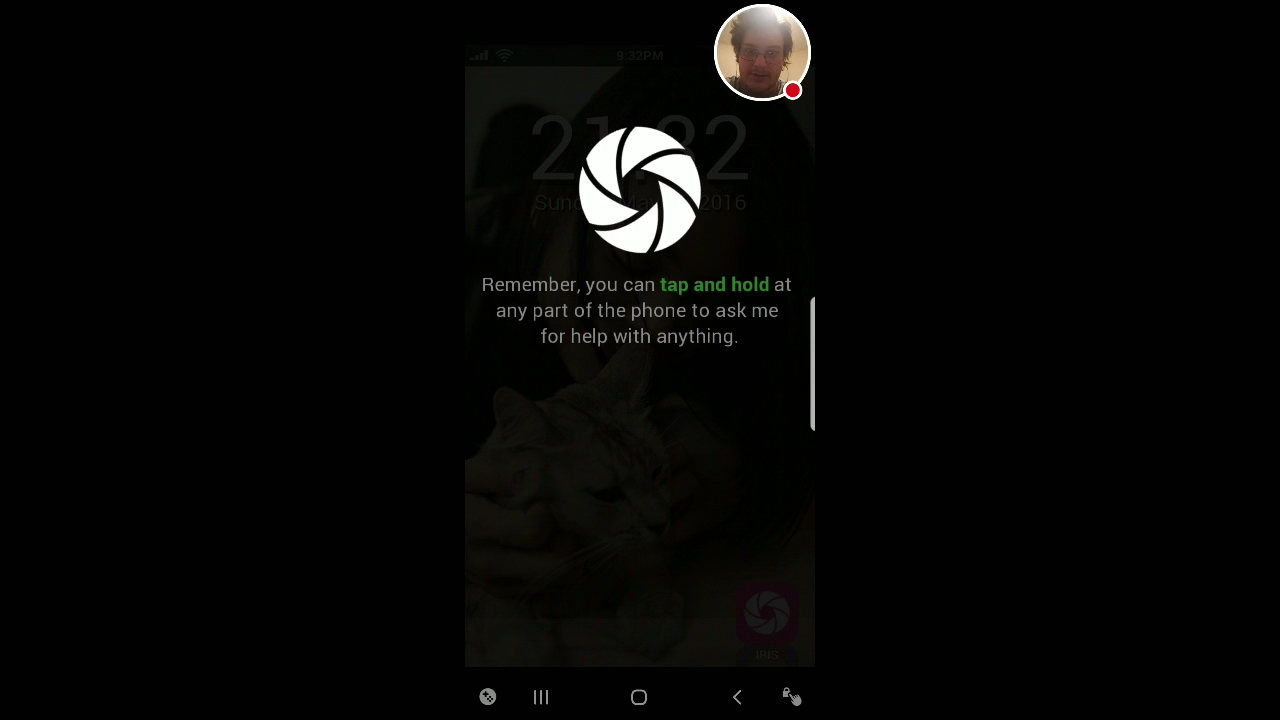 9:32PM
Remember, you can tap and hold at
any part of the phone to ask me
for help with anything.
IRIS